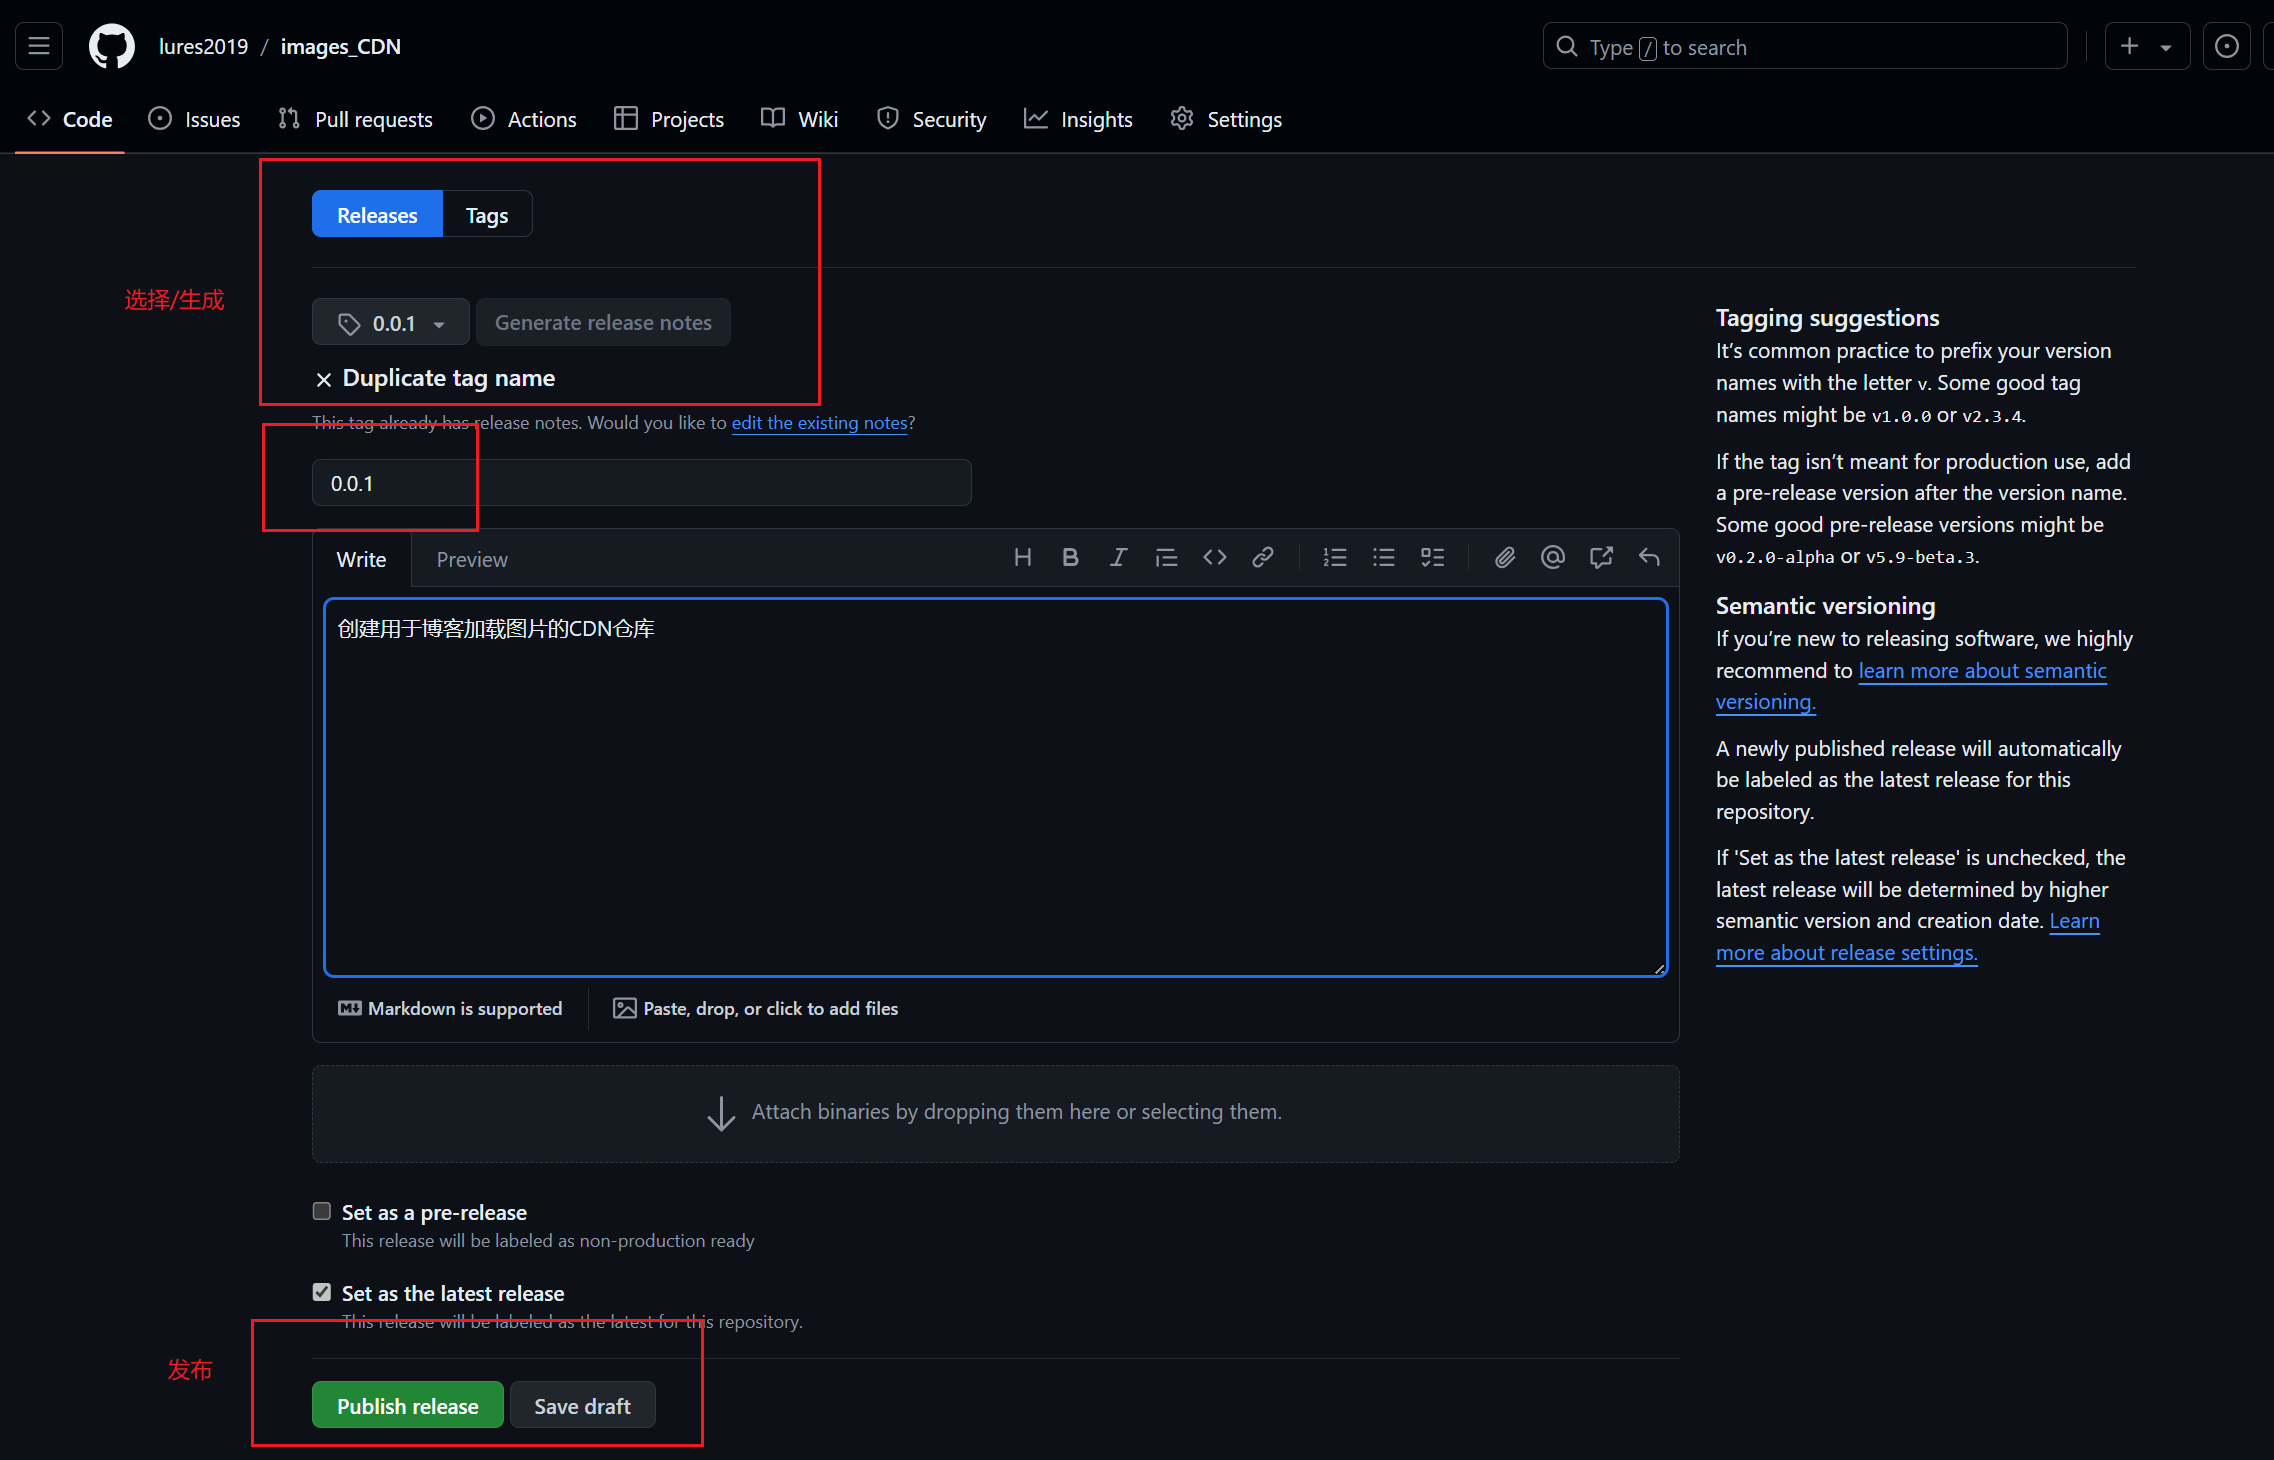 lures2019 / images_CDN
Type / to search
Code
Issues
Pull requests
Actions
Projects
Wiki
Security
Insights
Settings
Releases
Tags
选择/生成
0.0.1
Generate release notes
Duplicate tag name
This tag already has release notes. Would you like to edit the existing notes?
0.0.1
Write
Preview
创建用于博客加载图片的CDN仓库
Markdown is supported
Paste, drop, or click to add files
Attach binaries by dropping them here or selecting them.
Set as a pre-release
This release will be labeled as non-production ready
Set as the latest release
This release will be labeled as the latest for this repository.
发布
Publish release
Save draft
Tagging suggestions
It’s common practice to prefix your version
names with the letter v. Some good tag
names might be v1.0.0 or v2.3.4.
If the tag isn’t meant for production use, add
a pre-release version after the version name.
Some good pre-release versions might be
v0.2.0-alpha or v5.9-beta.3.
Semantic versioning
If you’re new to releasing software, we highly
recommend to learn more about semantic
versioning.
A newly published release will automatically
be labeled as the latest release for this
repository.
If 'Set as the latest release' is unchecked, the
latest release will be determined by higher
semantic version and creation date. Learn
more about release settings.